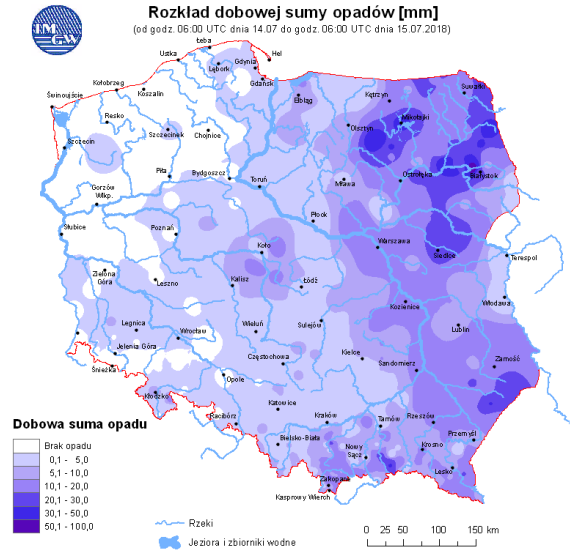 Rozkład dobowej sumy opadów [mm]
(od godz. 06:00 UTC dnia 14.07 do godz. 06:00 UTC dnia 15.07.2018)
IM
GW
Łeba
Ustka
Hel
Gdynia
Lębork
Gdańsk
Kołobrzeg
Koszalin
Świnoujście
Elbląg
Kętrzyn
Suwałki
Resko
Szczecinek
Chojnice
Olsztyn
Mikołajki
Szczecin
Piła
Bydgoszcz
Toruń
Mława
Ostrołęka
Białystok
Gorzów
Wlkp.
Płock
Słubice
Poznań
Koło
Warszawa
Siedlce
Terespol
Zielona
Góra
Leszno
Kalisz
Łódź
Kozienice
Włodawa
Legnica
Wrocław
Wieluń
Sulejów
Lublin
Jelenia Góra
Śnieżka
Częstochowa
Kielce
Sandomierz
Zamość
Opole
Kłodzko
Katowice
Racibórz
Kraków
Tarnów
Rzeszów
Przemyśl
Bielsko-Biała
Nowy
Sącz
Krosno
Lesko
Zakopane
Kasprowy Wierch
Dobowa suma opadu
Brak opadu
0,1 - 5,0
5,1 - 10,0
10,1 - 20,0
20,1 - 30,0
30,1 - 50,0
50,1 - 100,0
Rzeki
Jeziora i zbiorniki wodne
0 25 50 100 150 km